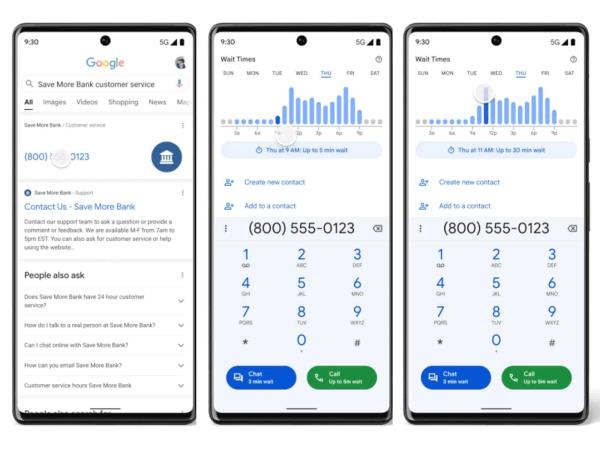 9:30
5G
Google
Save More Bank customer service
All Images Videos Shopping News
Save More Bank / Customer service
(800) 0123
Save More Bank - Support
Contact Us - Save More Bank
Contact our support team to ask a question or provide a
comment or feedback. We are available M-F from 7am to
5pm EST. You can also ask for customer service or help
using the website...
People also ask
Does Save More Bank have 24 hour customer
service?
How do I talk to a real person at Save More Bank?
Can I chat online with Save More Bank?
How can you email Save More Bank?
Customer service hours Save More Bank
9:30
5G
Wait Times
SUN MON TUE WED THU FRI SAT
3a 6a 12p 3p 6p 9p
Thu at 9 AM: Up to 5 min wait
Create new contact
Add to a contact
(800) 555-0123
1 2 3
ABC DEF
4 5 6
GHI JKL MNO
7 8 9
PQRS TUV WXYZ
* 0 #
+
Chat
3 min wait
Call
Up to 5m wait
9:30
5G
Wait Times
SUN MON TUE WED THU FRI SAT
3a 6a 9a 12p 3p 6p 9p
Thu at 11 AM: Up to 30 min wait
Create new contact
Add to a contact
(800) 555-0123
1 2 3
ABC DEF
4 5 6
GHI JKL MNO
7 8 9
PQRS TUV WXYZ
* 0 #
+
Chat
3 min wait
Call
Up to 5m wait